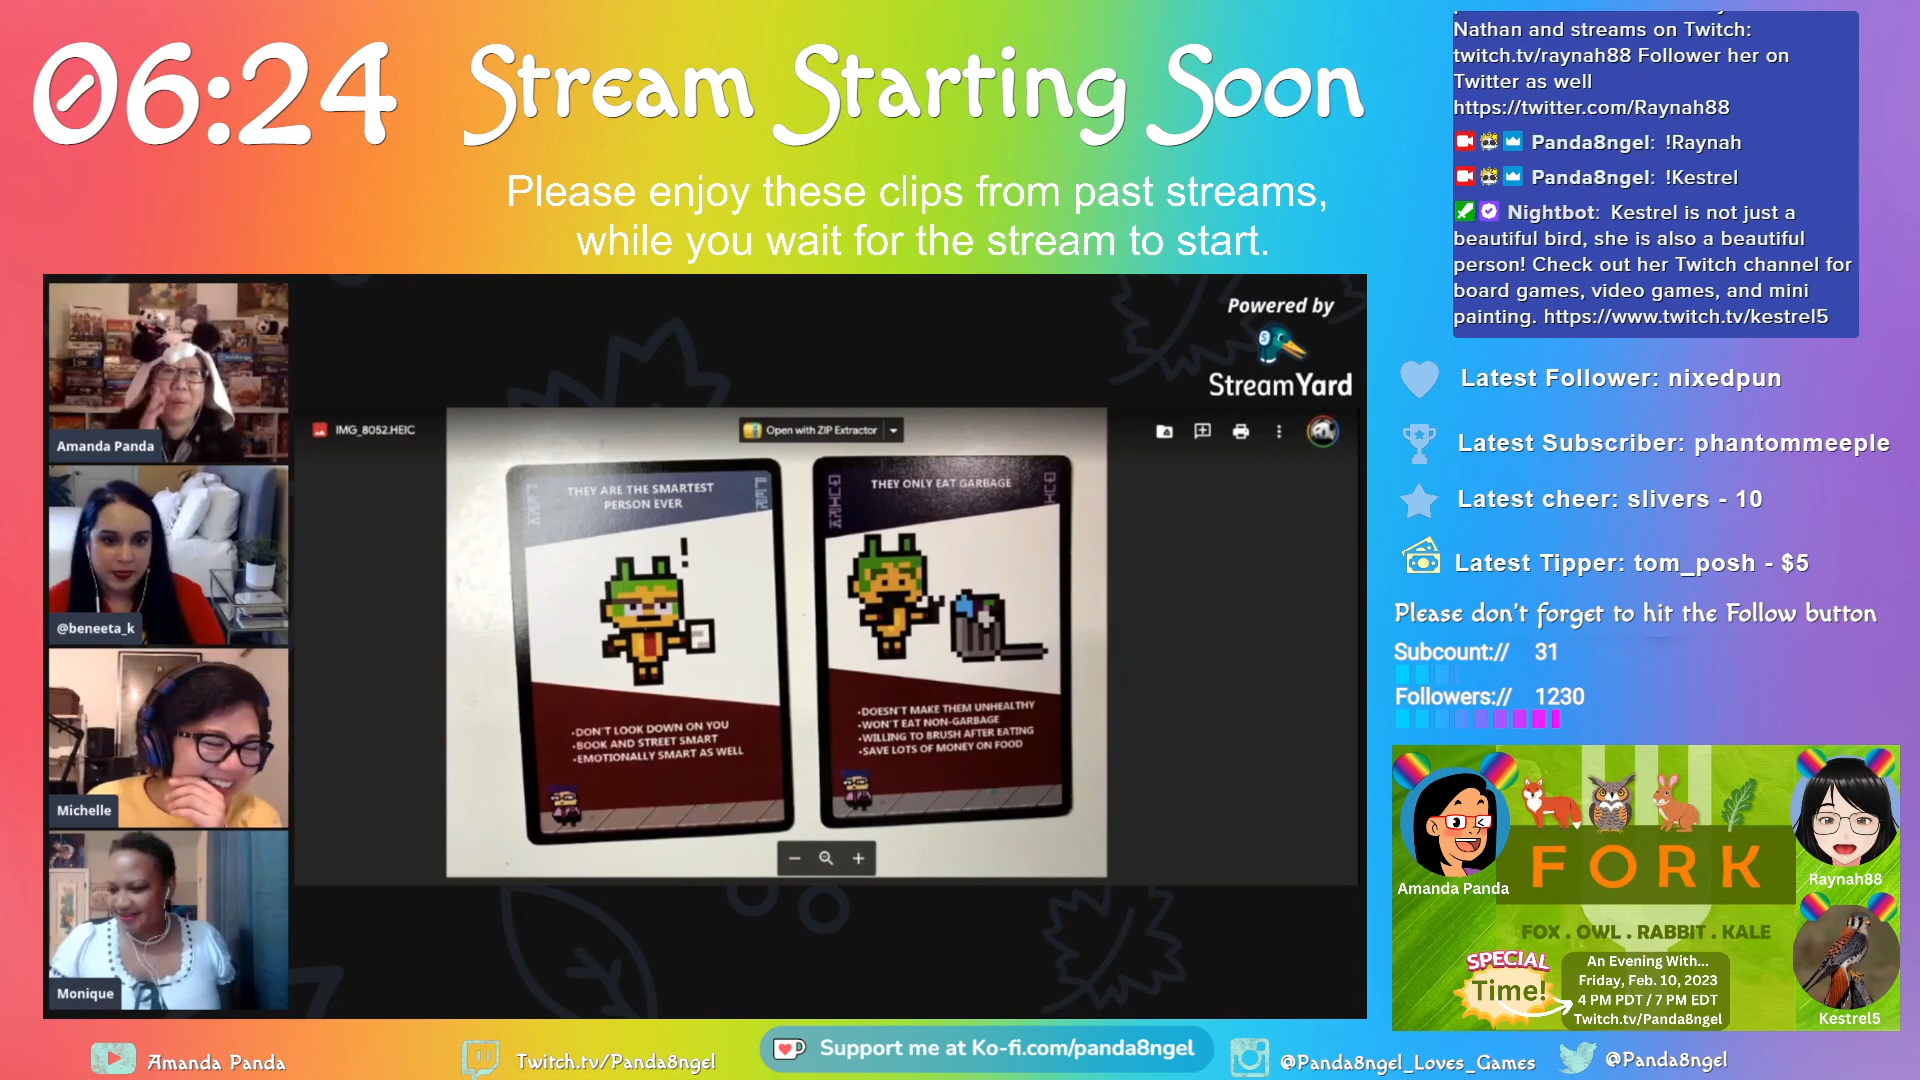 06:24
Stream Starting Soon
Please enjoy these clips from past streams,
while you wait for the stream to start.
Nathan and streams on Twitch:
twitch.tv/raynah88 Follower her on
Twitter as well
https://twitter.com/Raynah88
Panda8ngel: !Raynah
Panda8ngel: !Kestrel
Nightbot: Kestrel is not just a
beautiful bird, she is also a beautiful
person! Check out her Twitch channel for
board games, video games, and mini
painting. https://www.twitch.tv/kestrel5
Latest Follower: nixedpun
Latest Subscriber: phantommeeple
Latest cheer: slivers - 10
Latest Tipper: tom_posh - $5
Please don't forget to hit the Follow button
Subcount:// 31
Followers:// 1230
Powered by
StreamYard
IMG_8052.HEIC
Open with ZIP Extractor
Amanda Panda
@beneeta_k
Michelle
Monique
THEY ARE THE SMARTEST
PERSON EVER
•DON'T LOOK DOWN ON YOU
•BOOK AND STREET SMART
•EMOTIONALLY SMART AS WELL
THEY ONLY EAT GARBAGE
•DOESN'T MAKE THEM UNHEALTHY
•WON'T EAT NON-GARBAGE
•WILLING TO BRUSH AFTER EATING
•SAVE LOTS OF MONEY ON FOOD
Amanda Panda
FORK
Raynah88
FOX . OWL . RABBIT . KALE
SPECIAL
Time!
An Evening With...
Friday, Feb. 10, 2023
4 PM PDT / 7 PM EDT
Twitch.tv/Panda8ngel
Kestrel5
Amanda Panda
Twitch.tv/Panda8ngel
Support me at Ko-fi.com/panda8ngel
@Panda8ngel_Loves_Games
@Panda8ngel